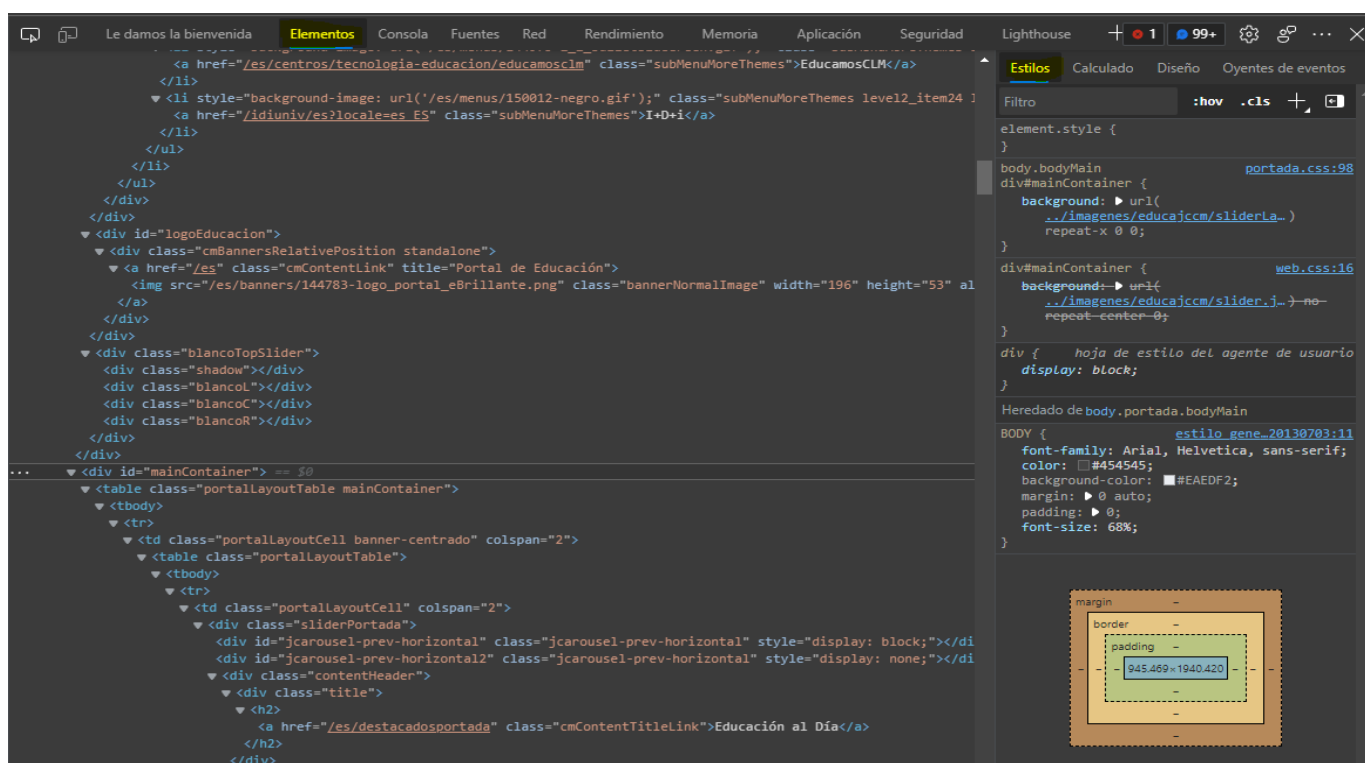 Le damos la bienvenida Elementos Consola Fuentes Red Rendimiento Memoria Aplicación Seguridad Lighthouse 1 99+
<a href="/es/centros/tecnologia-educacion/educamosclm" class="subMenuMoreThemes">EducamosCLM</a>
</li>
▼<li style="background-image: url('/es/menus/150012-negro.gif');" class="subMenuMoreThemes level2_item24
<a href="/idiuniv/es?locale=es_ES" class="subMenuMoreThemes">I+D+i</a>
</li>
</ul>
</li>
</ul>
</div>
</div>
▼<div id="logoEducacion">
▼<div class="cmBannersRelativePosition standalone">
▼<a href="/es" class="cmContentLink" title="Portal de Educación">
<img src="/es/banners/144783-logo_portal_eBrillante.png" class="bannerNormalImage" width="196" height="53" al
</a>
</div>
</div>
▼<div class="blancoTopSlider">
<div class="shadow"></div>
<div class="blancoL"></div>
<div class="blancoC"></div>
<div class="blancoR"></div>
</div>
</div>
... ▼<div id="mainContainer"> == $0
▼<table class="portalLayoutTable mainContainer">
▼<tbody>
▼<tr>
▼<td class="portalLayoutCell banner-centrado" colspan="2">
▼<table class="portalLayoutTable">
▼<tbody>
▼<tr>
▼<td class="portalLayoutCell" colspan="2">
▼<div class="sliderPortada">
<div id="jcarousel-prev-horizontal" class="jcarousel-prev-horizontal" style="display: block;"></di
<div id="jcarousel-prev-horizontal2" class="jcarousel-prev-horizontal" style="display: none;"></di
▼<div class="contentHeader">
▼<div class="title">
▼<h2>
<a href="/es/destacadosportada" class="cmContentTitleLink">Educación al Día</a>
</h2>
</div>
Estilos Calculado Diseño Oyentes de eventos
Filtro :hov .cls
element.style {
}
body.bodyMain portada.css:98
div#mainContainer {
background: ▶ url(
../imagenes/educajccm/sliderLa…)
repeat-x 0 0;
}
div#mainContainer { web.css:16
background: ▶ url(
../imagenes/educajccm/slider.j…) no-
repeat center 0;
}
div { hoja de estilo del agente de usuario
display: block;
}
Heredado de body.portada.bodyMain
BODY { estilo_gene…20130703:11
font-family: Arial, Helvetica, sans-serif;
color: #454545;
background-color: #EAEDF2;
margin: ▶ 0 auto;
padding: ▶ 0;
font-size: 68%;
}
margin –
border –
padding –
– – – 945.469×1940.420 – – –
–
–
–